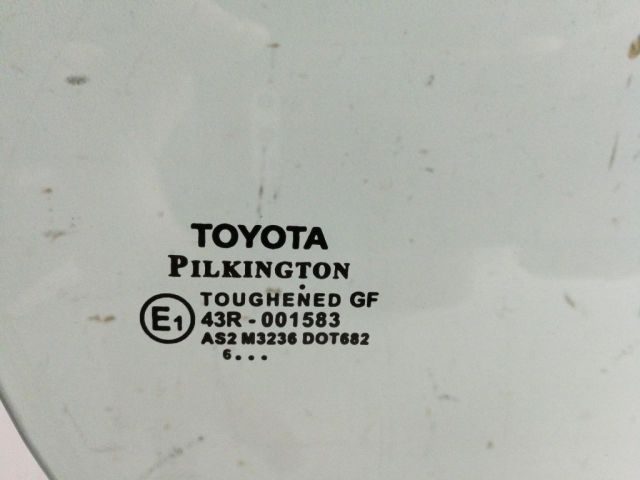 TOYOTA
PILKINGTON
TOUGHENED GF
E1 43R - 001583
AS2 M3236 DOT682
6...